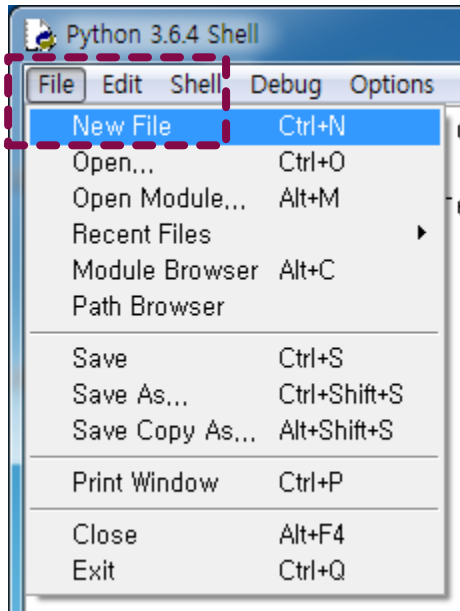 Python 3.6.4 Shell
File Edit Shell Debug Options
New File Ctrl+N
Open... Ctrl+O
Open Module... Alt+M
Recent Files
Module Browser Alt+C
Path Browser
Save Ctrl+S
Save As... Ctrl+Shift+S
Save Copy As... Alt+Shift+S
Print Window Ctrl+P
Close Alt+F4
Exit Ctrl+Q